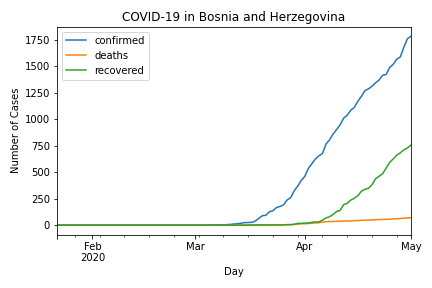 COVID-19 in Bosnia and Herzegovina
confirmed
deaths
recovered
Number of Cases
1750
1500
1250
1000
750
500
250
0
Feb
2020
Mar
Apr
May
Day